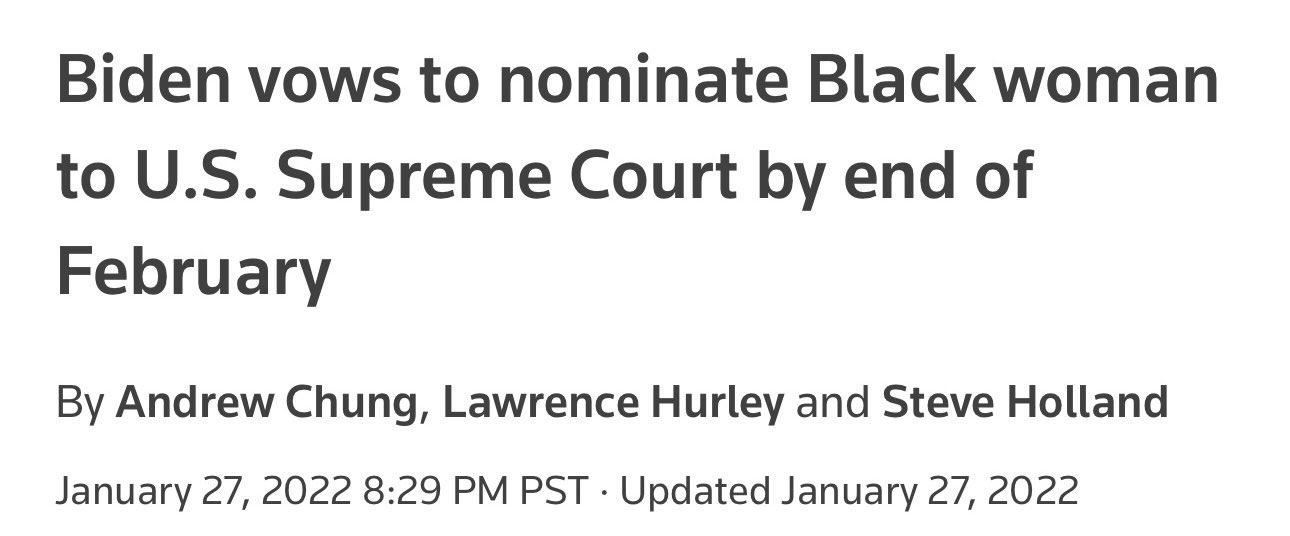 Biden vows to nominate Black woman
to U.S. Supreme Court by end of
February
By Andrew Chung, Lawrence Hurley and Steve Holland
January 27, 2022 8:29 PM PST · Updated January 27, 2022